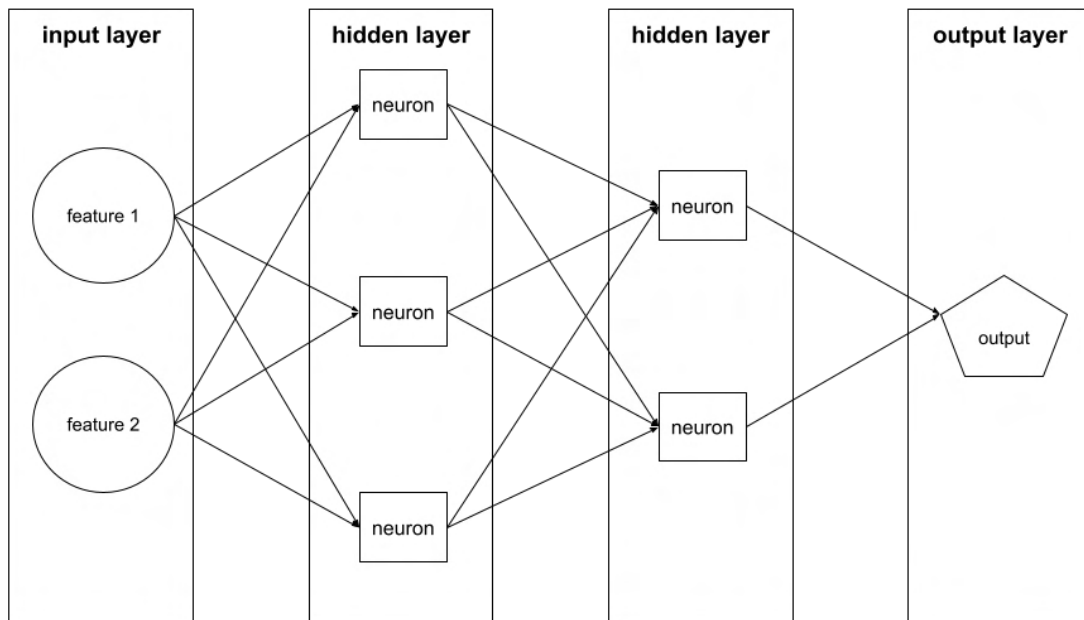 input layer
hidden layer
hidden layer
output layer
feature 1
feature 2
neuron
neuron
neuron
neuron
neuron
output